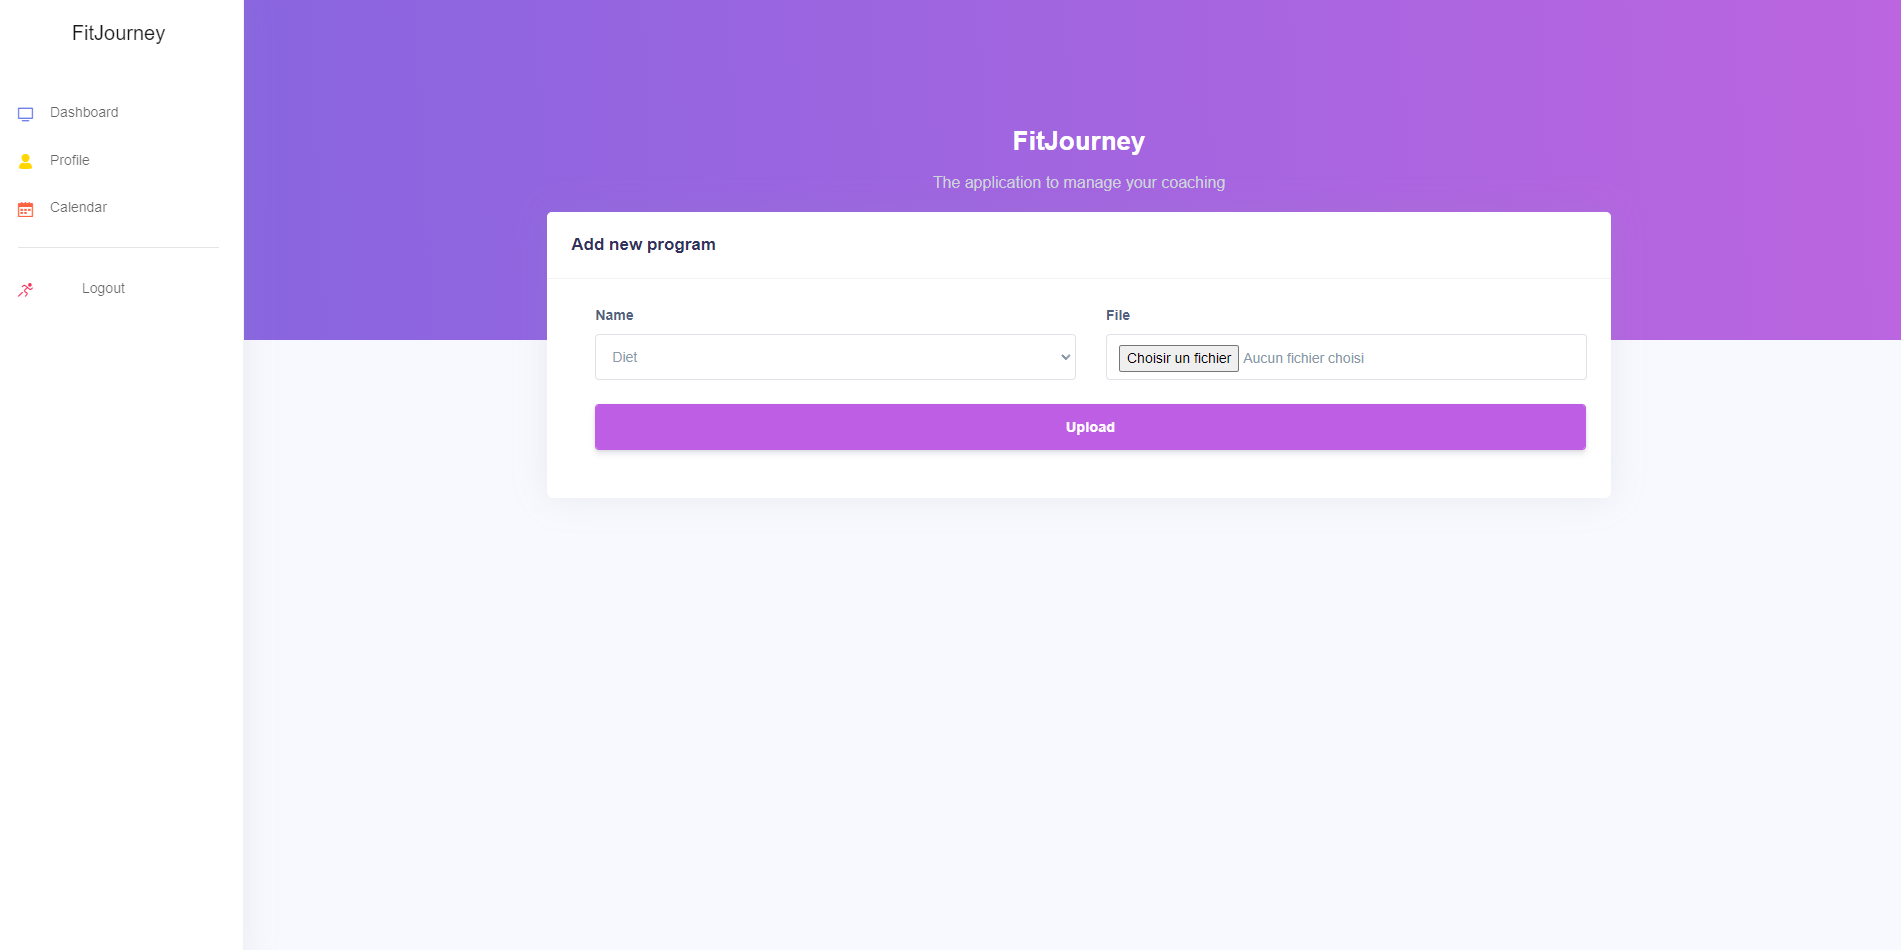 FitJourney
Dashboard
Profile
Calendar
Logout
FitJourney
The application to manage your coaching
Add new program
Name
File
Diet
Choisir un fichier Aucun fichier choisi
Upload